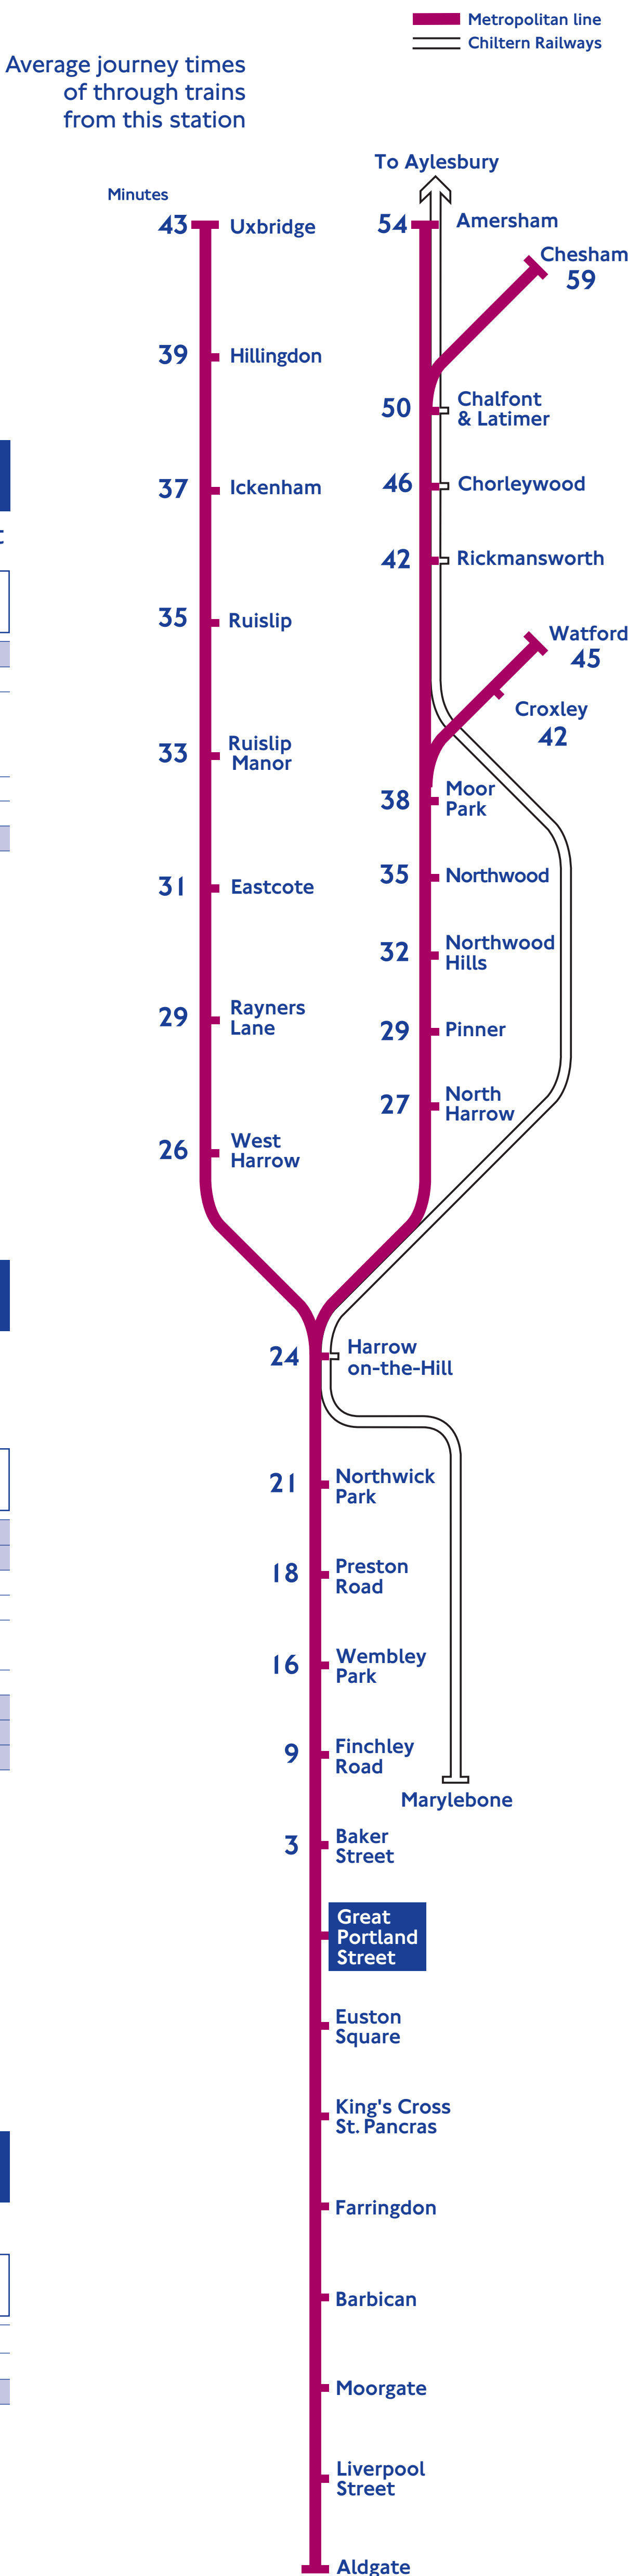 Metropolitan line
Chiltern Railways
Average journey times
of through trains
from this station
To Aylesbury
Minutes
43 Uxbridge
39 Hillingdon
37 Ickenham
35 Ruislip
33 Ruislip
Manor
31 Eastcote
29 Rayners
Lane
26 West
Harrow
54 Amersham
Chesham
59
50 Chalfont
& Latimer
46 Chorleywood
42 Rickmansworth
Watford
45
Croxley
42
38 Moor
Park
35 Northwood
32 Northwood
Hills
29 Pinner
27 North
Harrow
24 Harrow
on-the-Hill
21 Northwick
Park
18 Preston
Road
16 Wembley
Park
9 Finchley
Road
Marylebone
3 Baker
Street
Great
Portland
Street
Euston
Square
King's Cross
St. Pancras
Farringdon
Barbican
Moorgate
Liverpool
Street
Aldgate